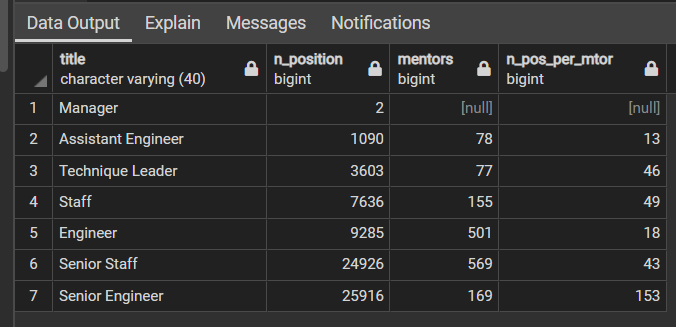 Data Output Explain Messages Notifications
title n_position mentors n_pos_per_mtor
character varying (40) bigint bigint bigint
1 Manager 2 [null] [null]
2 Assistant Engineer 1090 78 13
3 Technique Leader 3603 77 46
4 Staff 7636 155 49
5 Engineer 9285 501 18
6 Senior Staff 24926 569 43
7 Senior Engineer 25916 169 153